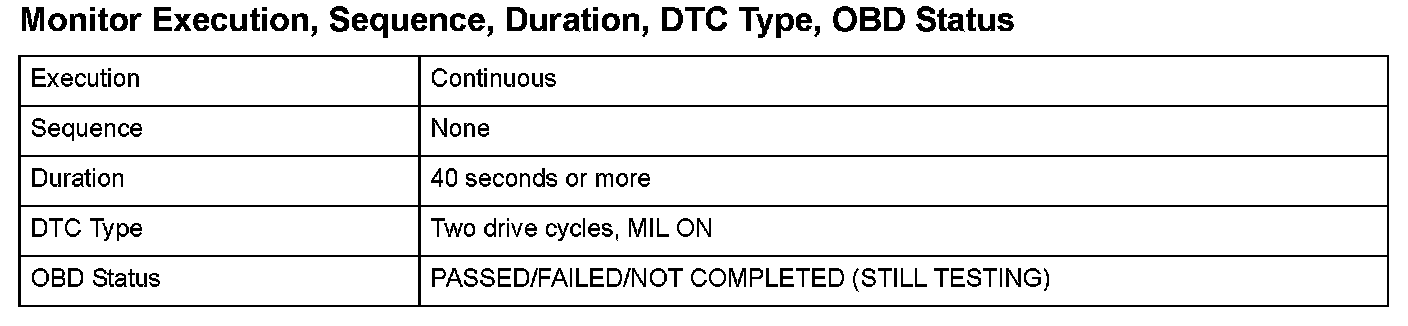 Monitor Execution, Sequence, Duration, DTC Type, OBD Status
Execution Continuous
Sequence None
Duration 40 seconds or more
DTC Type Two drive cycles, MIL ON
OBD Status PASSED/FAILED/NOT COMPLETED (STILL TESTING)